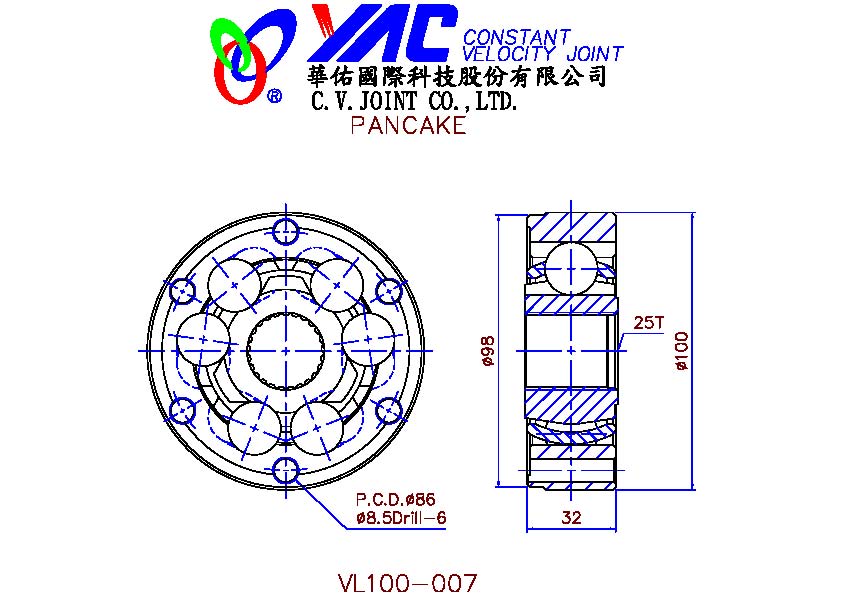 YAC CONSTANT
VELOCITY JOINT
華佑國際科技股份有限公司
® C.V.JOINT CO.,LTD.
PANCAKE
25T
ø98
ø100
P.C.D.ø86
ø8.5Drill-6
32
VL100-007